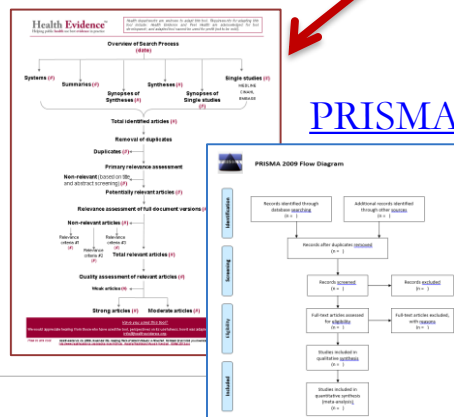 Health Evidence™
Helping public health use best evidence in practice
Overview of Search Process
(date)
Systems (#)
Summaries (#)
Synopses of
Syntheses (#)
Syntheses (#)
Synopses of
Single studies
(#)
Single studies (#)
MEDLINE
CINAHL
EMBASE
Total identified articles (#)
Removal of duplicates
Duplicates (#)
Primary relevance assessment
Non-relevant (based on title
and abstract screening) (#)
Potentially relevant articles (#)
Relevance assessment of full document versions (#)
Non-relevant articles (#)
Relevance
criteria #1
(#)
Relevance
criteria #2
(#)
Relevance
criteria #3
(#)
Total relevant articles (#)
Quality assessment of relevant articles (#)
Weak articles (#)
Strong articles (#)
Moderate articles (#)
Have you used this tool?
PRISMA
PRISMA 2009 Flow Diagram
Identification
Records identified through
database searching
(n = )
Additional records identified
through other sources
(n = )
Records after duplicates removed
(n = )
Screening
Records screened
(n = )
Records excluded
(n = )
Eligibility
Full-text articles assessed
for eligibility
(n = )
Full-text articles excluded,
with reasons
(n = )
Studies included in
qualitative synthesis
(n = )
Included
Studies included in
quantitative synthesis
(meta-analysis)
(n = )